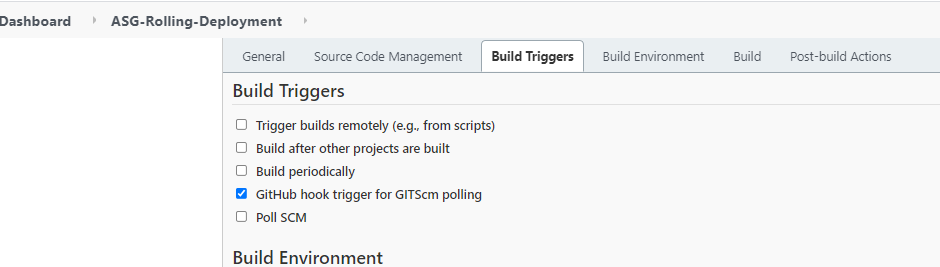 Dashboard ASG-Rolling-Deployment
General Source Code Management Build Triggers Build Environment Build Post-build Actions
Build Triggers
Trigger builds remotely (e.g., from scripts)
Build after other projects are built
Build periodically
GitHub hook trigger for GITScm polling
Poll SCM
Build Environment